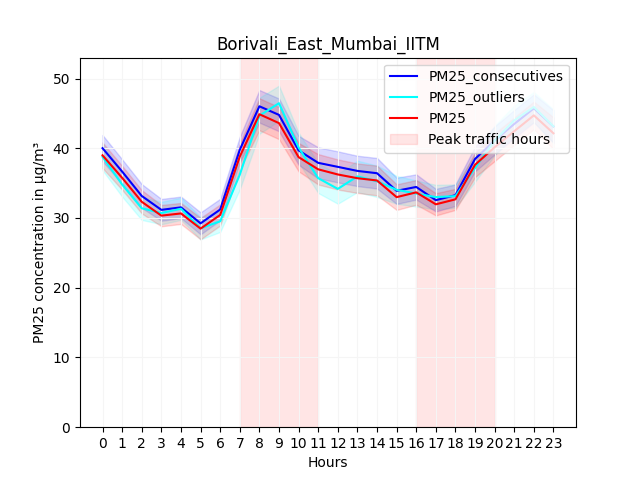 Borivali_East_Mumbai_IITM
PM25_consecutives
PM25_outliers
PM25
Peak traffic hours
PM25 concentration in µg/m³
50
40
30
20
10
0
0 1 2 3 4 5 6 7 8 9 10 11 12 13 14 15 16 17 18 19 20 21 22 23
Hours